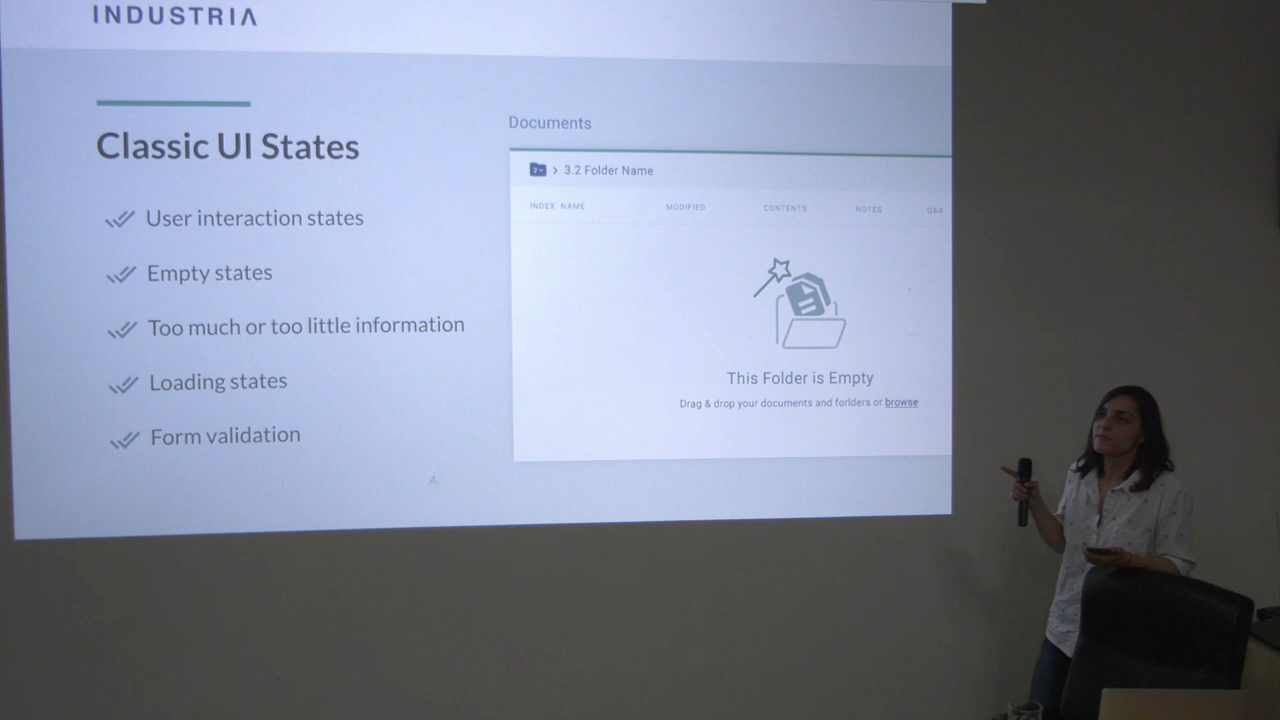 INDUSTRIA
Classic UI States
User interaction states
Empty states
Too much or too little information
Loading states
Form validation
Documents
3.2 Folder Name
INDEX NAME MODIFIED CONTENTS NOTES Q&A
This Folder is Empty
Drag & drop your documents and forlders or browse